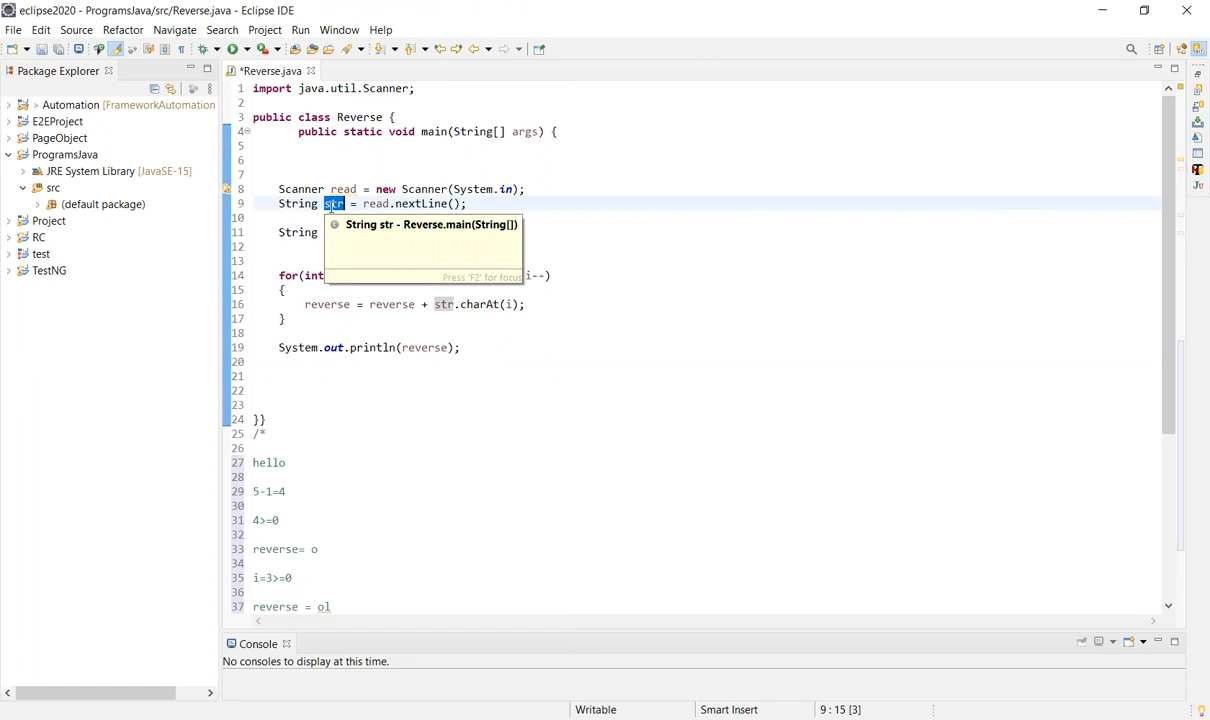 eclipse2020 - ProgramsJava/src/Reverse.java - Eclipse IDE
File Edit Source Refactor Navigate Search Project Run Window Help
Package Explorer
*Reverse.java
> Automation [FrameworkAutomation
E2EProject
PageObject
ProgramsJava
JRE System Library [JavaSE-15]
src
(default package)
Project
RC
test
TestNG
1 import java.util.Scanner;
2
3 public class Reverse {
4 public static void main(String[] args) {
5
6
7
8 Scanner read = new Scanner(System.in);
9 String str = read.nextLine();
10
11 String
12
13
14 for(int i--)
15 {
16 reverse = reverse + str.charAt(i);
17 }
18
19 System.out.println(reverse);
20
21
22
23
24 }}
25 /*
26
27 hello
28
29 5-1=4
30
31 4>=0
32
33 reverse= o
34
35 i=3>=0
36
37 reverse = ol
String str - Reverse.main(String[])
Press 'F2' for focus
Console
No consoles to display at this time.
Writable Smart Insert 9 : 15 [3]